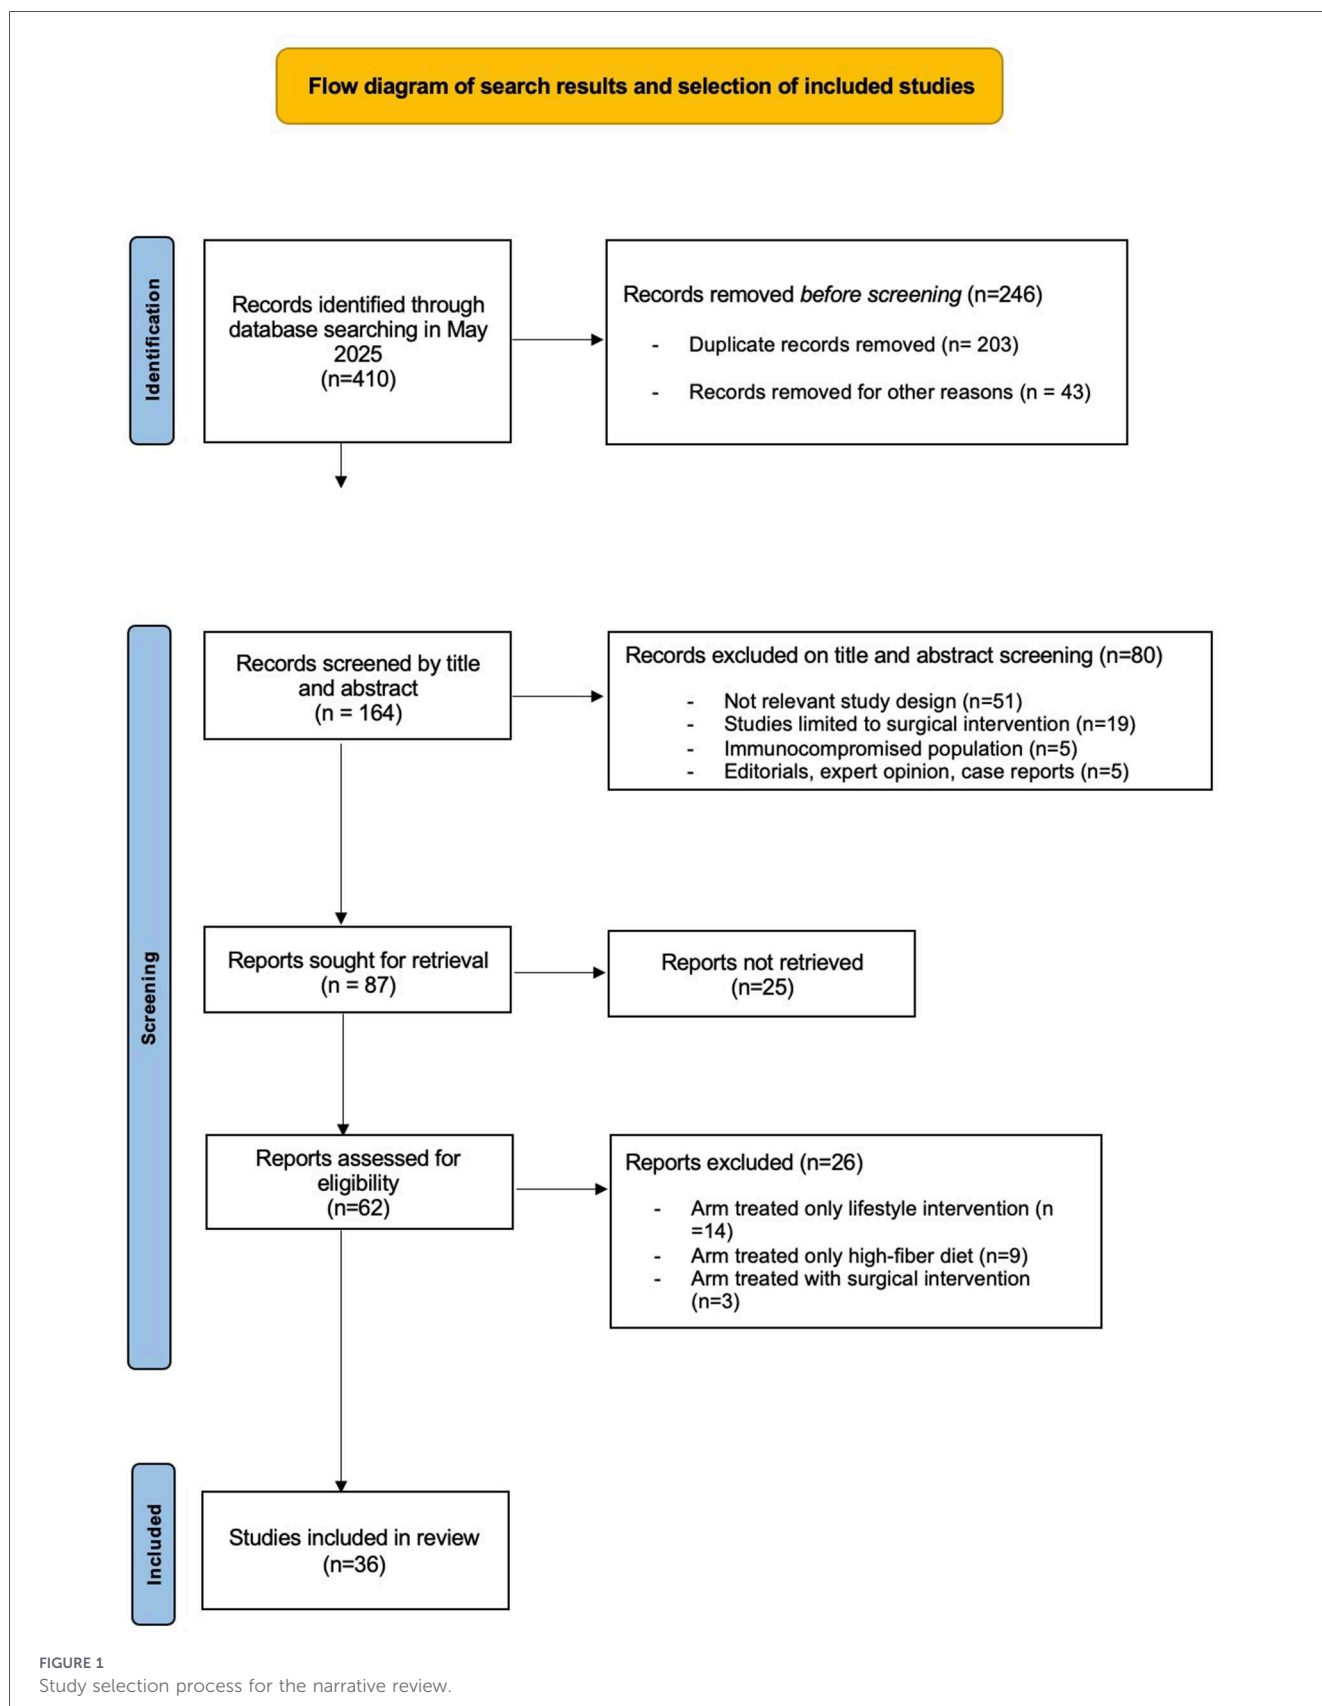 Flow diagram of search results and selection of included studies
Identification
Records identified through
database searching in May
2025
(n=410)
Records removed before screening (n=246)
- Duplicate records removed (n= 203)
- Records removed for other reasons (n = 43)
Screening
Records screened by title
and abstract
(n = 164)
Records excluded on title and abstract screening (n=80)
- Not relevant study design (n=51)
- Studies limited to surgical intervention (n=19)
- Immunocompromised population (n=5)
- Editorials, expert opinion, case reports (n=5)
Reports sought for retrieval
(n = 87)
Reports not retrieved
(n=25)
Reports assessed for
eligibility
(n=62)
Reports excluded (n=26)
- Arm treated only lifestyle intervention (n
=14)
- Arm treated only high-fiber diet (n=9)
- Arm treated with surgical intervention
(n=3)
Included
Studies included in review
(n=36)
FIGURE 1
Study selection process for the narrative review.